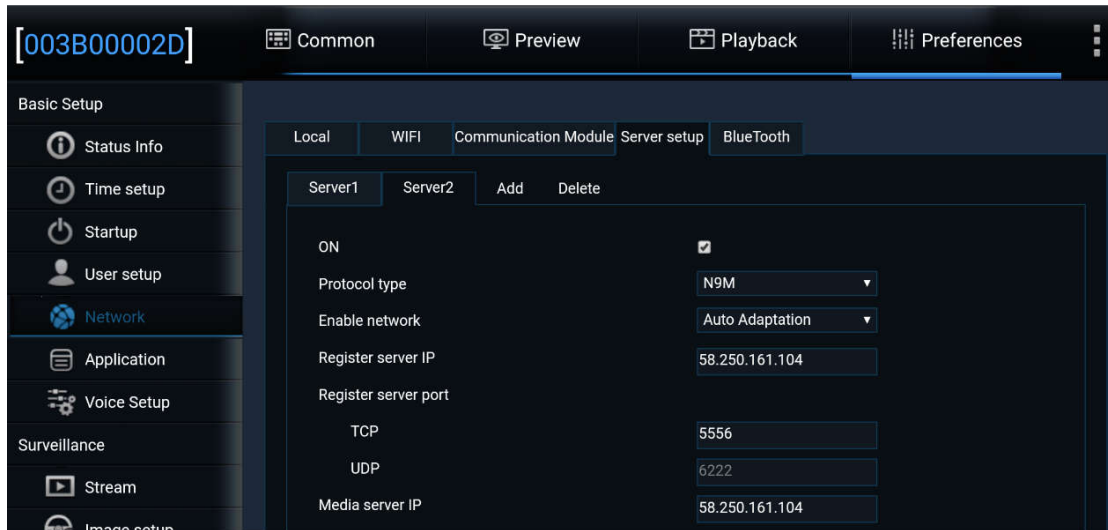 [003B00002D]
Common Preview Playback Preferences
Basic Setup
Status Info
Time setup
Startup
User setup
Network
Application
Voice Setup
Surveillance
Stream
Image setup
Local WIFI Communication Module Server setup BlueTooth
Server1 Server2 Add Delete
ON
Protocol type N9M
Enable network Auto Adaptation
Register server IP 58.250.161.104
Register server port
TCP 5556
UDP 6222
Media server IP 58.250.161.104